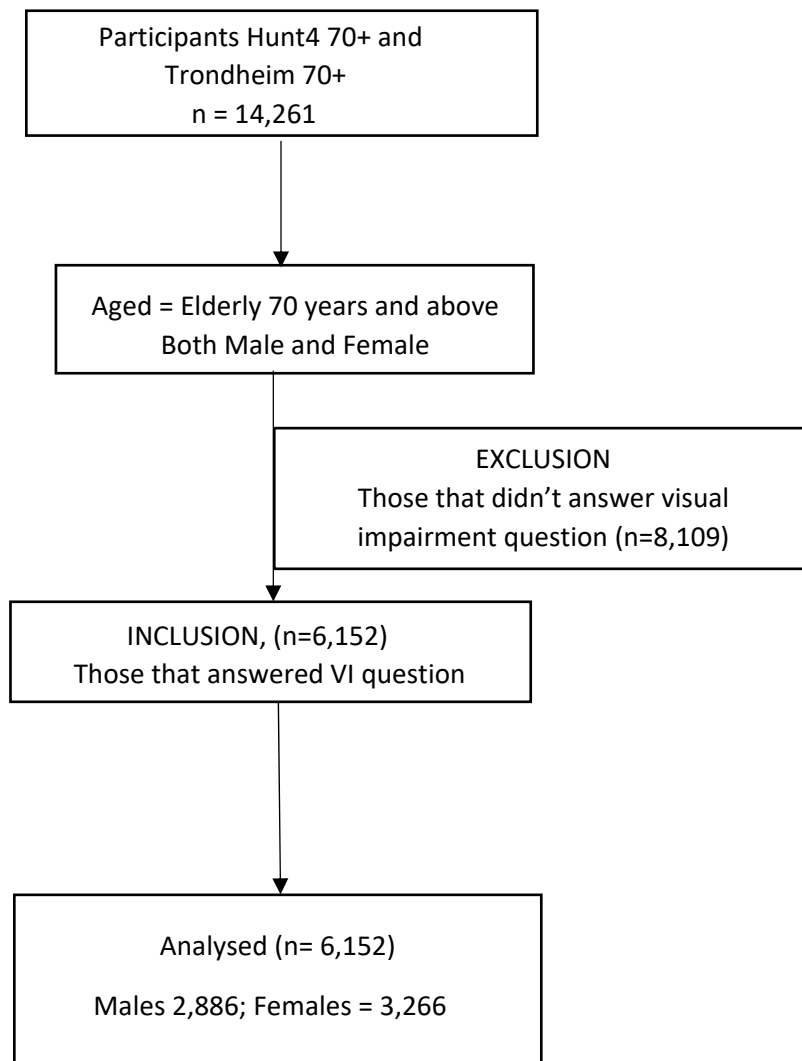 Participants Hunt4 70+ and
Trondheim 70+
n = 14,261
Aged = Elderly 70 years and above
Both Male and Female
EXCLUSION
Those that didn’t answer visual
impairment question (n=8,109)
INCLUSION, (n=6,152)
Those that answered VI question
Analysed (n= 6,152)
Males 2,886; Females = 3,266